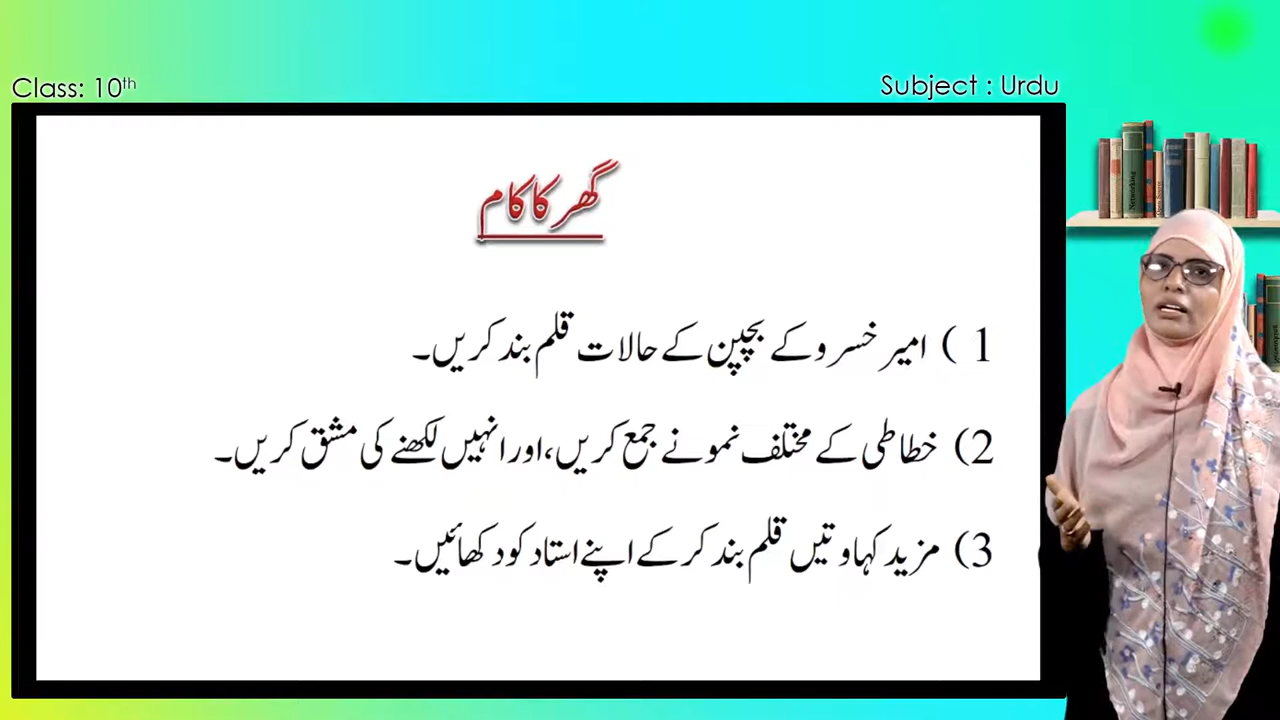 Class: 10th
Subject : Urdu
گھر کا کام
1 ) امیر خسرو کے بچپن کے حالات قلم بند کریں۔
2) خطاطی کے مختلف نمونے جمع کریں، اور انہیں لکھنے کی مشق کریں۔
3) مزید کہاوتیں قلم بند کر کے اپنے استاد کو دکھائیں۔
Networking